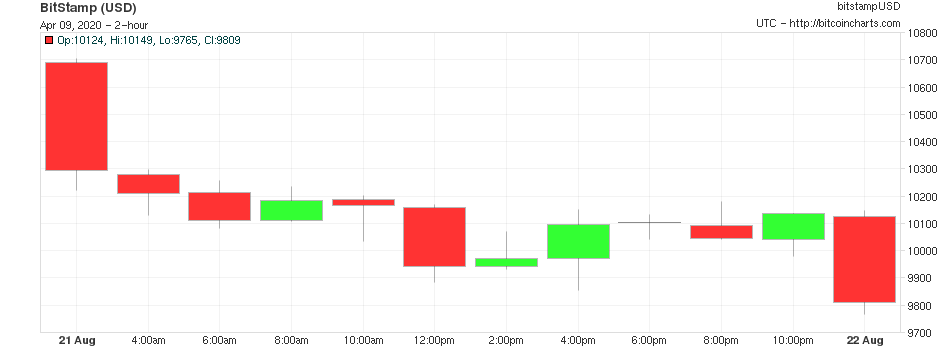 BitStamp (USD)
bitstampUSD
Apr 09, 2020 - 2-hour
UTC - http://bitcoincharts.com
Op:10124, Hi:10149, Lo:9765, Cl:9809
10800
10700
10600
10500
10400
10300
10200
10100
10000
9900
9800
9700
21 Aug 4:00am 6:00am 8:00am 10:00am 12:00pm 2:00pm 4:00pm 6:00pm 8:00pm 10:00pm 22 Aug